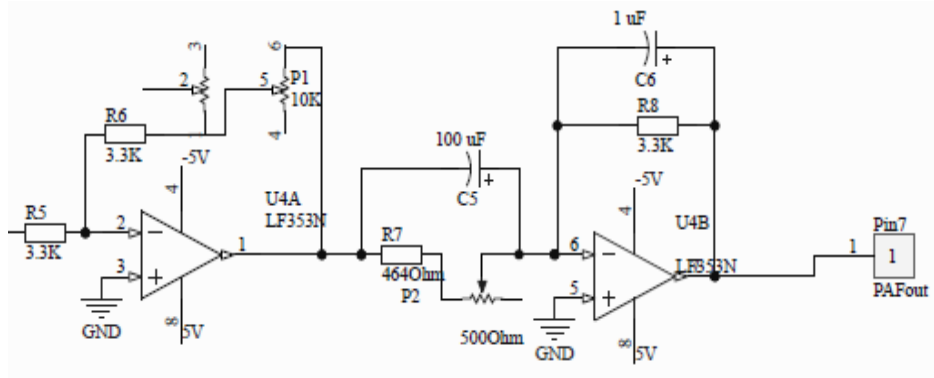 1 uF
C6
+
R8
3.3K
3
2
6
5
P1
10K
4
R6
3.3K
-5V
4
100 uF
C5
+
U4A
LF353N
R5
3.3K
2
3
1
GND
8
5V
R7
464Ohm
P2
500Ohm
-5V
4
U4B
LF353N
6
5
GND
8
5V
Pin7
1
1
PAFout